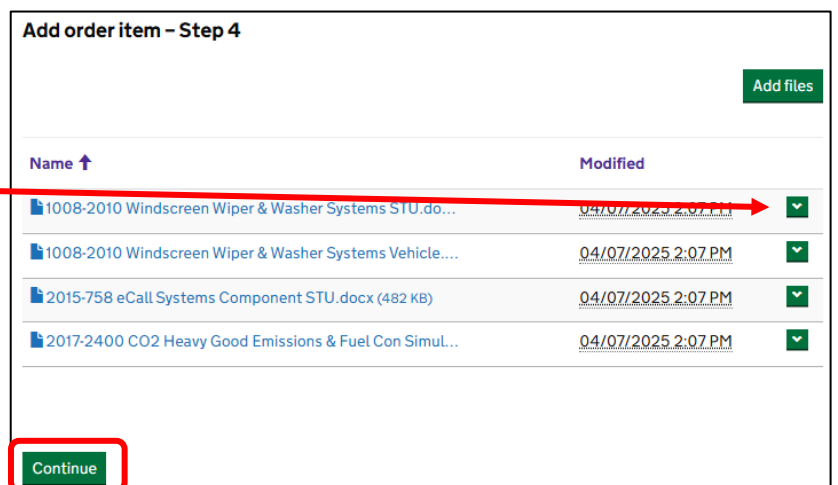 Add order item – Step 4
Add files
Name ↑ Modified
1008-2010 Windscreen Wiper & Washer Systems STU.do... 04/07/2025 2:07 PM
1008-2010 Windscreen Wiper & Washer Systems Vehicle.... 04/07/2025 2:07 PM
2015-758 eCall Systems Component STU.docx (482 KB) 04/07/2025 2:07 PM
2017-2400 CO2 Heavy Good Emissions & Fuel Con Simul... 04/07/2025 2:07 PM
Continue